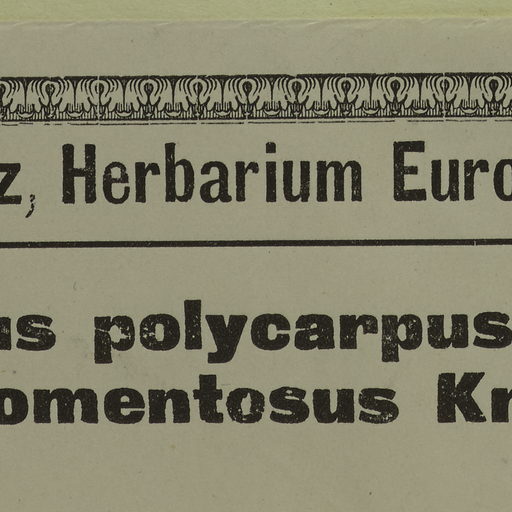 z, Herbarium Euro
us polycarpus
omentosus Kr